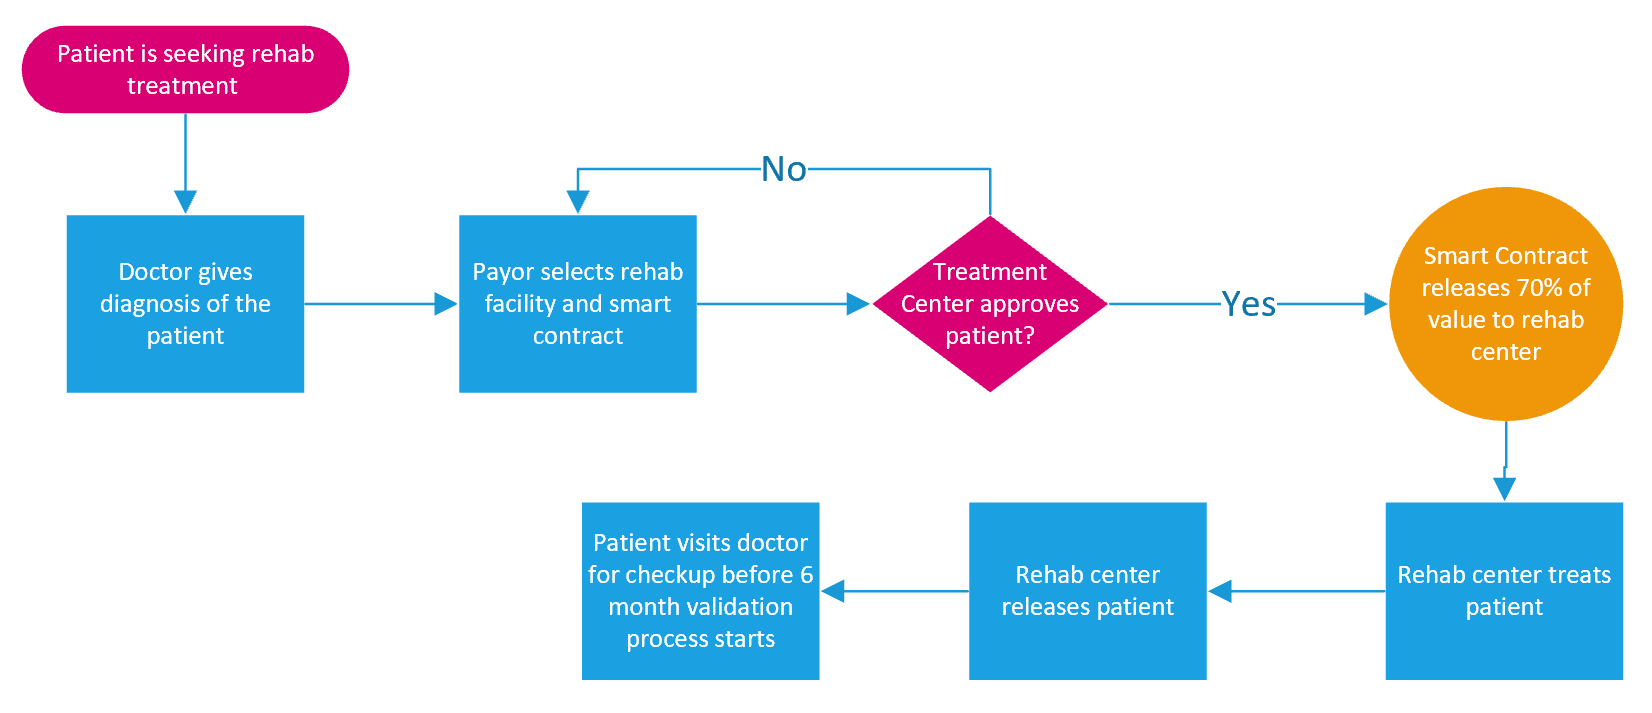 Patient is seeking rehab
treatment
No
Doctor gives
diagnosis of the
patient
Payor selects rehab
facility and smart
contract
Treatment
Center approves
patient?
Yes
Smart Contract
releases 70% of
value to rehab
center
Rehab center treats
patient
Rehab center
releases patient
Patient visits doctor
for checkup before 6
month validation
process starts